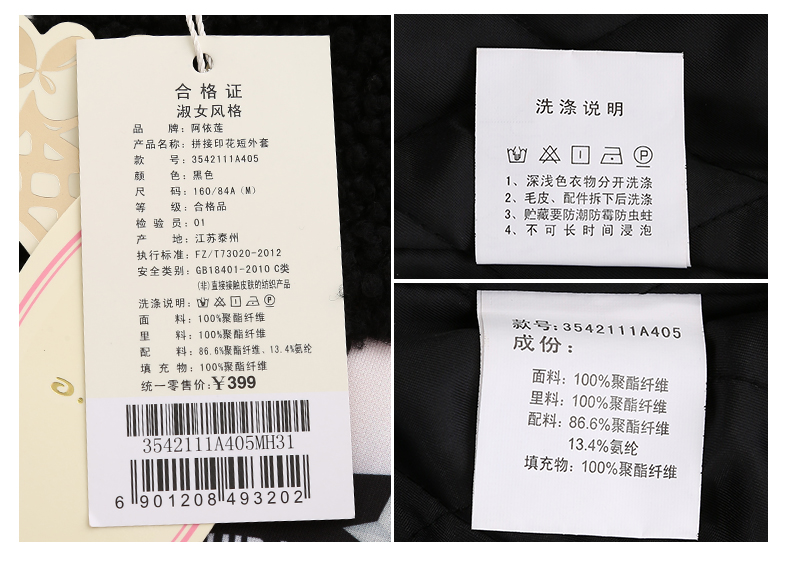 合格证
淑女风格
品 牌：阿依莲
产品名称：拼接印花短外套
款 号：3542111A405
颜 色：黑色
尺 码：160/84A（M）
等 级：合格品
检 验 员：01
产 地：江苏泰州
执行标准：FZ/T73020-2012
安全类别：GB18401-2010 C类
（非）直接接触皮肤的纺织产品
洗涤说明：
面 料：100%聚酯纤维
里 料：100%聚酯纤维
配 料：86.6%聚酯纤维、13.4%氨纶
填 充 物：100%聚酯纤维
统一零售价：¥399
3542111A405MH31
6 901208 493202
洗涤说明
1、深浅色衣物分开洗涤
2、毛皮、配件拆下后洗涤
3、贮藏要防潮防霉防虫蛀
4、不可长时间浸泡
款号：3542111A405
成份：
面料：100%聚酯纤维
里料：100%聚酯纤维
配料：86.6%聚酯纤维
13.4%氨纶
填充物：100%聚酯纤维